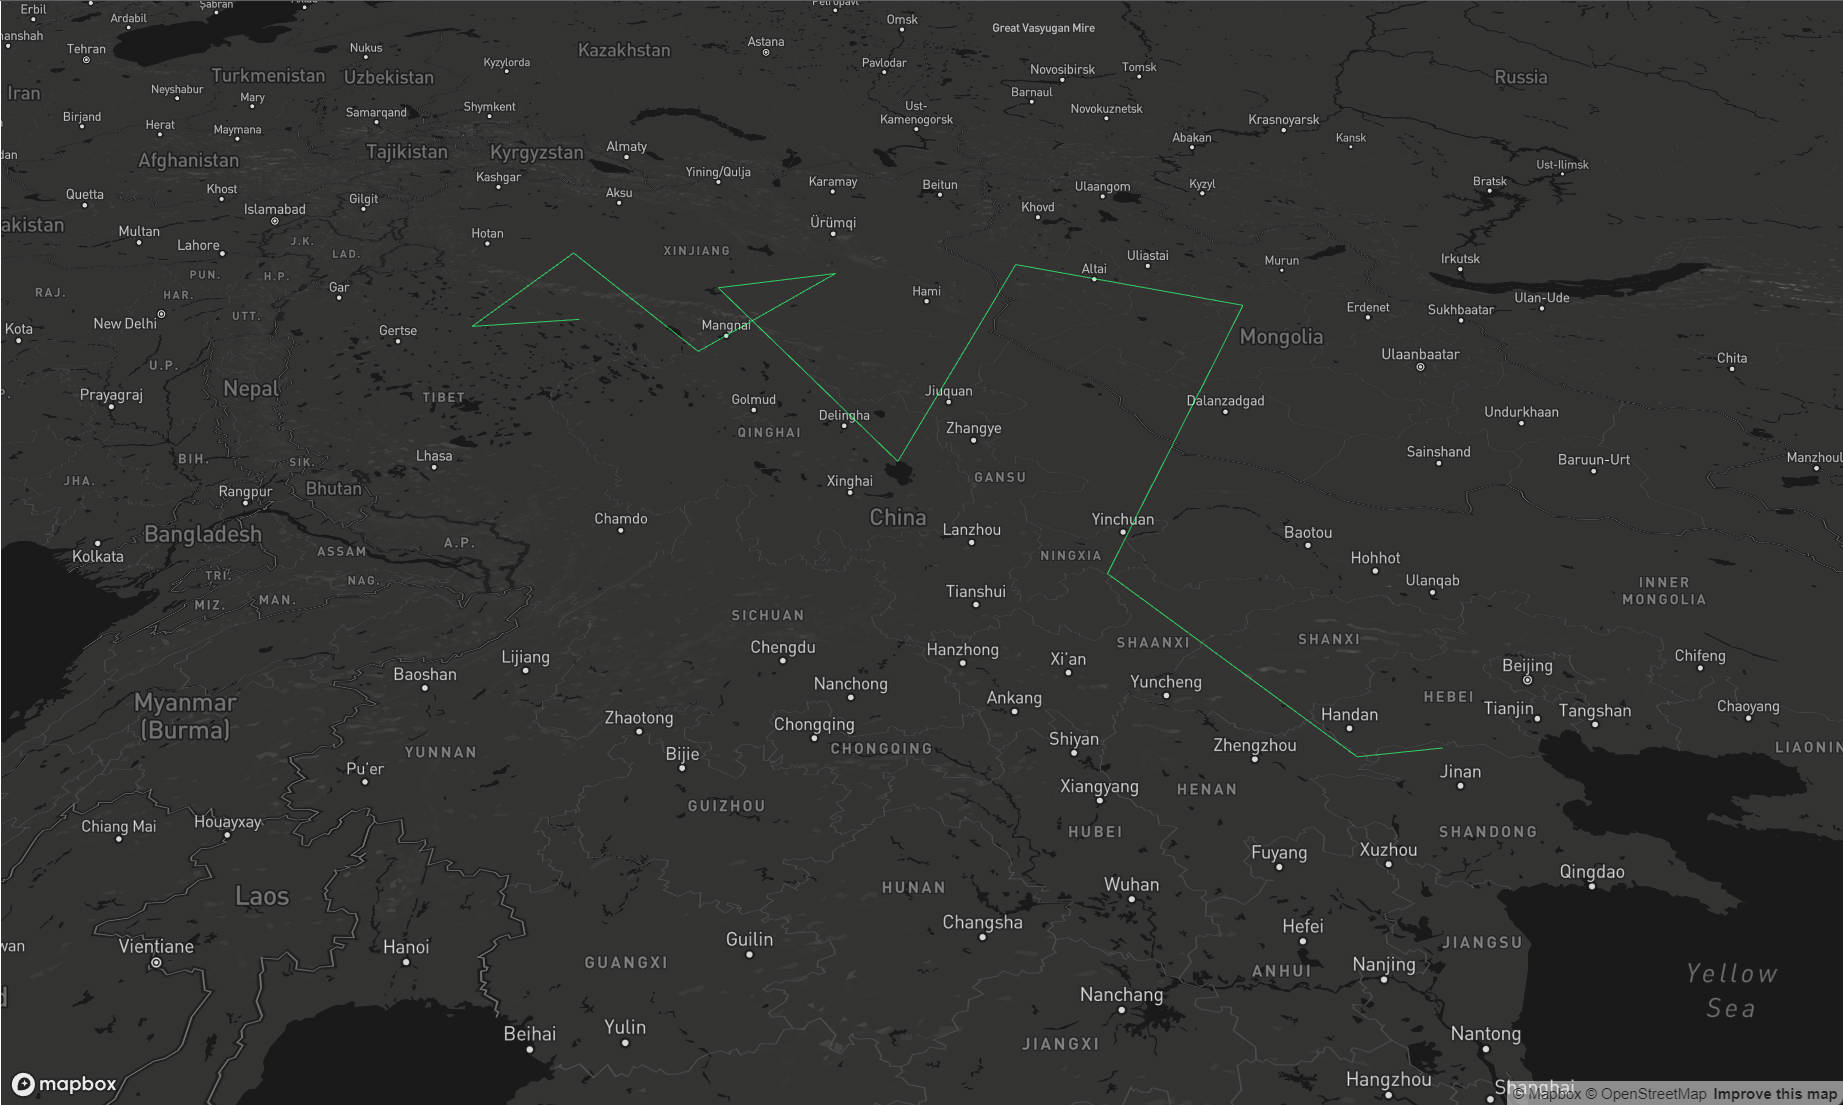 Erbil
Ardabil
Şabran
Petropavl
Omsk
Great Vasyugan Mire
Tehran
Nukus
Kazakhstan
Astana
Kyzylorda
Pavlodar
Novosibirsk
Tomsk
Russia
Turkmenistan
Uzbekistan
Iran
Neyshabur
Mary
Barnaul
Novokuznetsk
Birjand
Herat
Maymana
Samarqand
Shymkent
Ust-
Kamenogorsk
Krasnoyarsk
Abakan
Kansk
Afghanistan
Tajikistan
Kyrgyzstan
Almaty
Ust-Ilimsk
Quetta
Khost
Kashgar
Aksu
Yining/Qulja
Karamay
Beitun
Ulaangom
Kyzyl
Bratsk
Islamabad
Gilgit
Khovd
akistan
Multan
Lahore
J.K.
LAD.
Hotan
XINJIANG
Ürümqi
Altai
Uliastai
Murun
Irkutsk
PUN.
H.P.
RAJ.
HAR.
Gar
Hami
Erdenet
Sukhbaatar
Ulan-Ude
Kota
New Delhi
UTT.
Gertse
Mangnai
Mongolia
Ulaanbaatar
Chita
U.P.
Nepal
Prayagraj
TIBET
Golmud
Delingha
Jiuquan
Dalanzadgad
Undurkhaan
QINGHAI
Zhangye
BIH.
SIK.
Lhasa
Sainshand
Baruun-Urt
Manzhoul
JHA.
Rangpur
Bhutan
Xinghai
GANSU
Bangladesh
Chamdo
China
Lanzhou
Yinchuan
Baotou
Kolkata
ASSAM
A.P.
NINGXIA
Hohhot
TRI.
NAG.
Tianshui
Ulanqab
INNER
MONGOLIA
MIZ.
MAN.
SICHUAN
Lijiang
Chengdu
Hanzhong
Xi'an
SHAANXI
SHANXI
Beijing
Chifeng
Baoshan
Nanchong
Ankang
Yuncheng
HEBEI
Myanmar
(Burma)
Zhaotong
Chongqing
Handan
Tianjin
Tangshan
Chaoyang
YUNNAN
Bijie
CHONGQING
Shiyan
Zhengzhou
LIAONIN
Pu'er
Jinan
GUIZHOU
Xiangyang
HENAN
Chiang Mai
Houayxay
HUBEI
SHANDONG
Fuyang
Xuzhou
Laos
HUNAN
Wuhan
Qingdao
Changsha
Hefei
Vientiane
Hanoi
Guilin
JIANGSU
GUANGXI
ANHUI
Nanjing
Yellow
Sea
Nanchang
Beihai
Yulin
JIANGXI
Nantong
Hangzhou
Shanghai
mapbox
© Mapbox © OpenStreetMap Improve this map